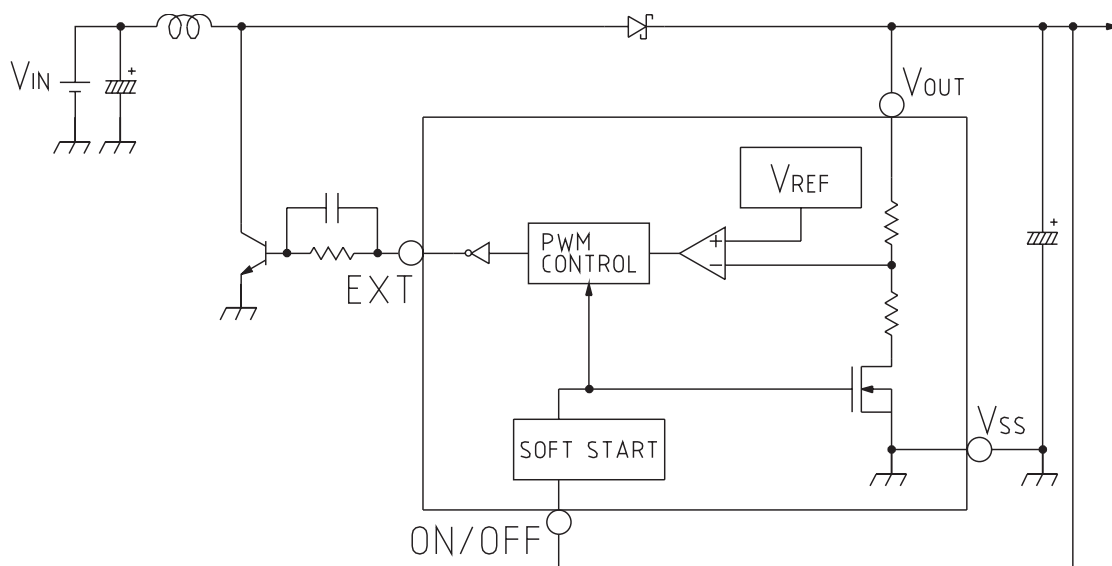 VIN
+
VOUT
VREF
+
PWM
CONTROL
+
−
EXT
VSS
SOFT START
ON/OFF